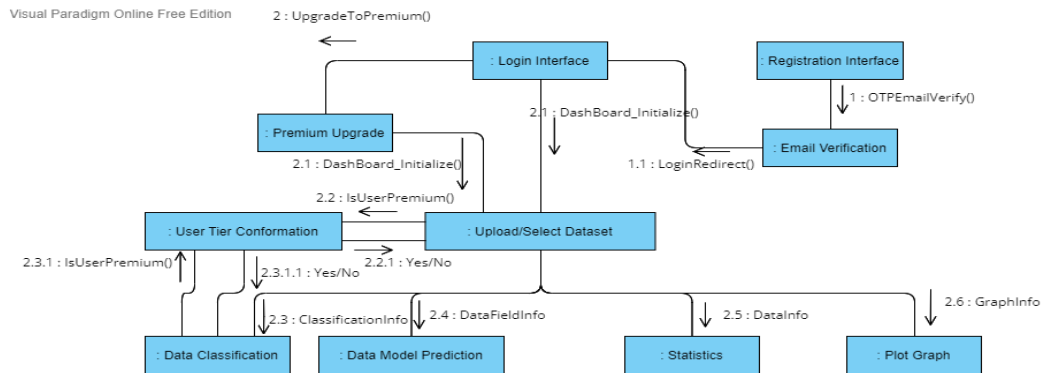 Visual Paradigm Online Free Edition
2 : UpgradeToPremium()
: Login Interface
: Registration Interface
1 : OTPEmailVerify()
2.1 : DashBoard_Initialize()
: Premium Upgrade
: Email Verification
2.1 : DashBoard_Initialize()
1.1 : LoginRedirect()
2.2 : IsUserPremium()
: User Tier Conformation
: Upload/Select Dataset
2.3.1 : IsUserPremium()
2.2.1 : Yes/No
2.3.1.1 : Yes/No
2.3 : ClassificationInfo
2.4 : DataFieldInfo
2.5 : DataInfo
2.6 : GraphInfo
: Data Classification
: Data Model Prediction
: Statistics
: Plot Graph